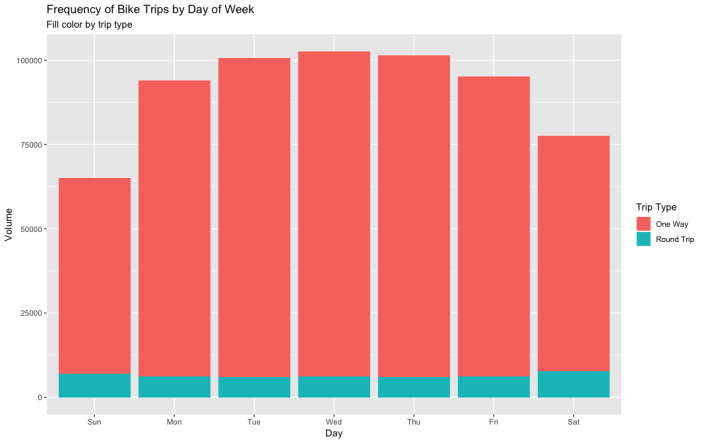 Frequency of Bike Trips by Day of Week
Fill color by trip type
100000
75000
50000
25000
0
Volume
Sun Mon Tue Wed Thu Fri Sat
Day
Trip Type
One Way
Round Trip